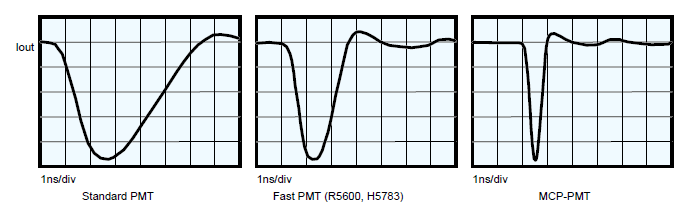 Iout
1ns/div
1ns/div
1ns/div
Standard PMT
Fast PMT (R5600, H5783)
MCP-PMT